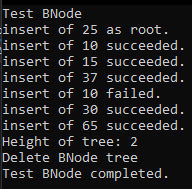 Test BNode
insert of 25 as root.
insert of 10 succeeded.
insert of 15 succeeded.
insert of 37 succeeded.
insert of 10 failed.
insert of 30 succeeded.
insert of 65 succeeded.
Height of tree: 2
Delete BNode tree
Test BNode completed.